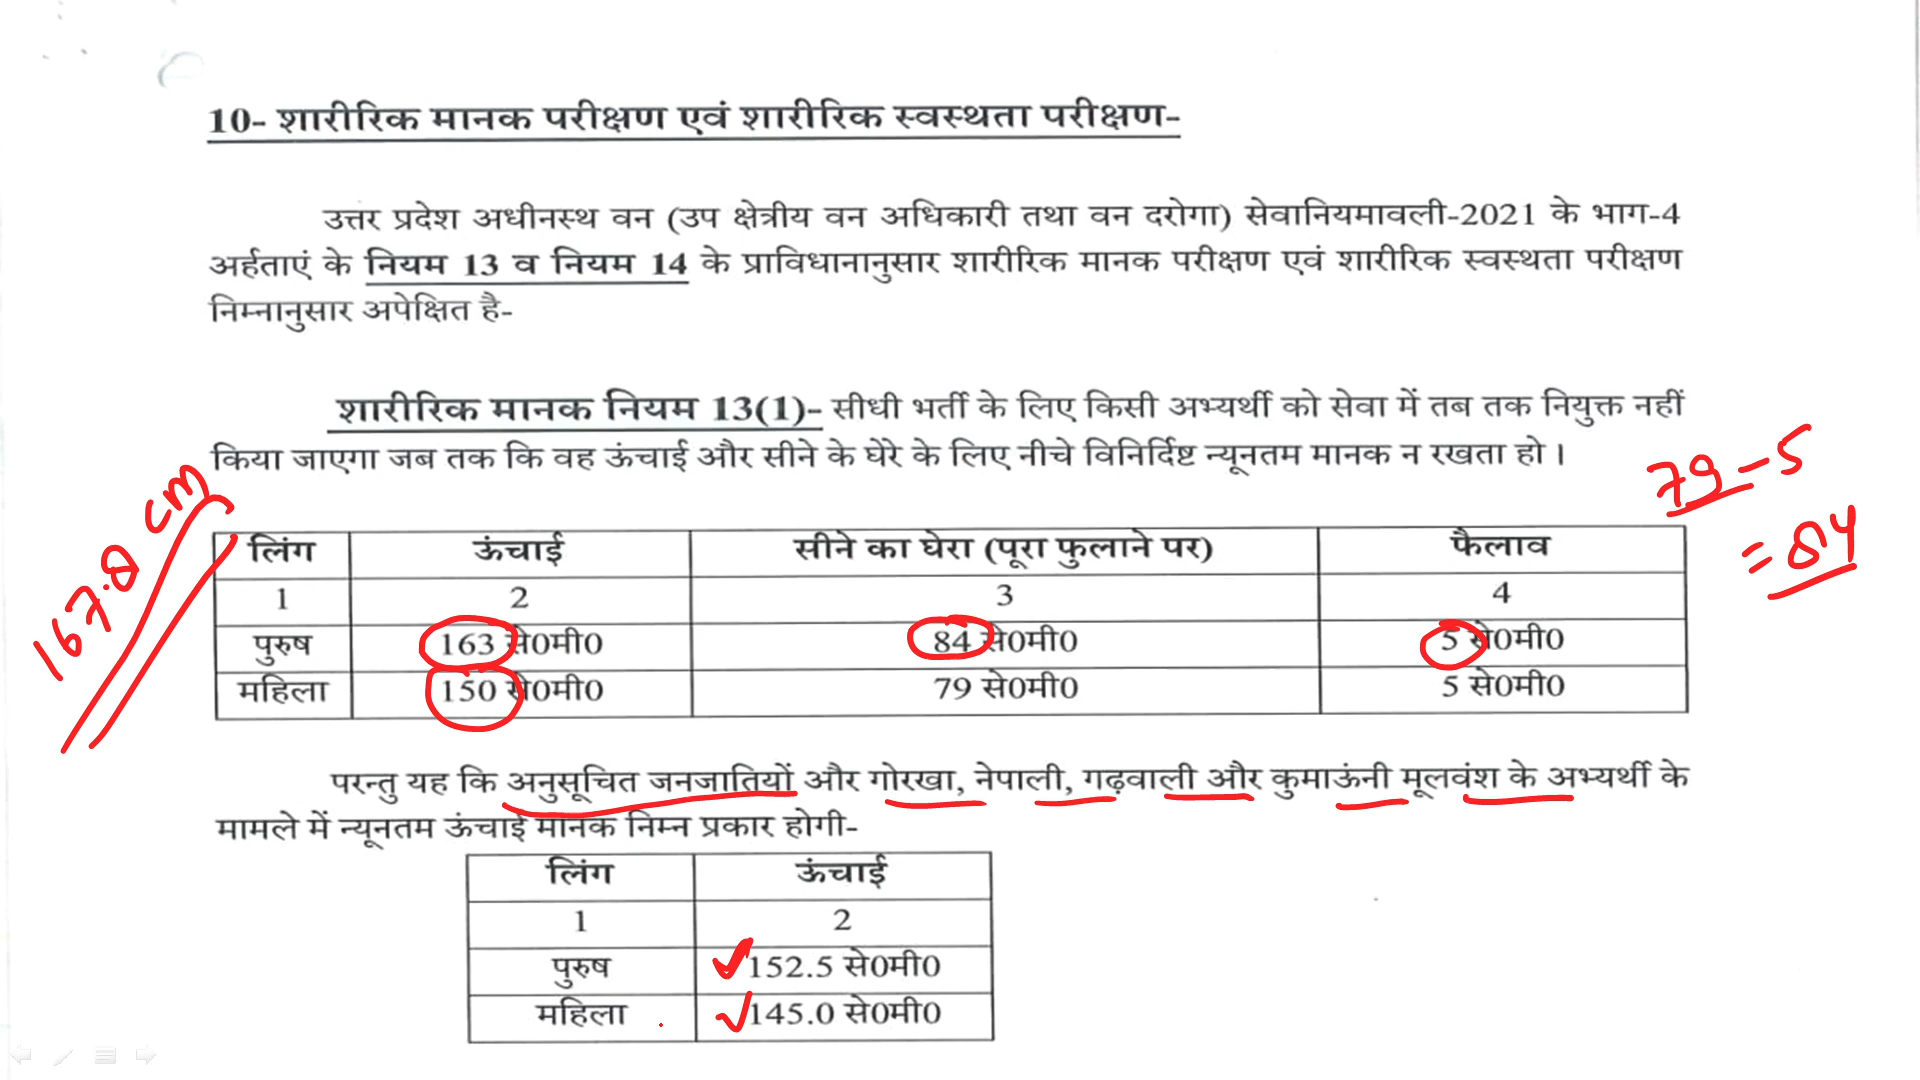 10- शारीरिक मानक परीक्षण एवं शारीरिक स्वस्थता परीक्षण-
उत्तर प्रदेश अधीनस्थ वन (उप क्षेत्रीय वन अधिकारी तथा वन दरोगा) सेवानियमावली-2021 के भाग-4
अर्हताएं के नियम 13 व नियम 14 के प्राविधानानुसार शारीरिक मानक परीक्षण एवं शारीरिक स्वस्थता परीक्षण
निम्नानुसार अपेक्षित है-
शारीरिक मानक नियम 13(1)- सीधी भर्ती के लिए किसी अभ्यर्थी को सेवा में तब तक नियुक्त नहीं
किया जाएगा जब तक कि वह ऊंचाई और सीने के घेरे के लिए नीचे विनिर्दिष्ट न्यूनतम मानक न रखता हो।
79-5
= 84
167.8 cm
लिंग ऊंचाई सीने का घेरा (पूरा फुलाने पर) फैलाव
1 2 3 4
पुरुष 163 से0मी0 84 से0मी0 5 से0मी0
महिला 150 से0मी0 79 से0मी0 5 से0मी0
परन्तु यह कि अनुसूचित जनजातियों और गोरखा, नेपाली, गढ़वाली और कुमाऊंनी मूलवंश के अभ्यर्थी के
मामले में न्यूनतम ऊंचाई मानक निम्न प्रकार होगी-
लिंग ऊंचाई
1 2
पुरुष 152.5 से0मी0
महिला 145.0 से0मी0